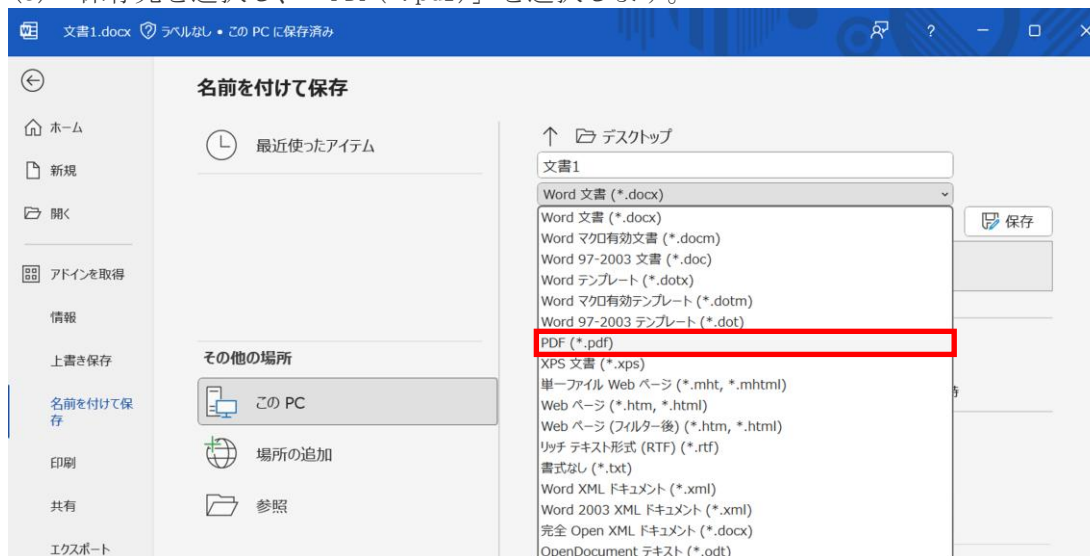 文書1.docx ラベルなし • この PC に保存済み
?
名前を付けて保存
ホーム
新規
開く
アドインを取得
情報
上書き保存
名前を付けて保
存
印刷
共有
エクスポート
最近使ったアイテム
その他の場所
この PC
場所の追加
参照
デスクトップ
文書1
Word 文書 (*.docx)
保存
Word 文書 (*.docx)
Word マクロ有効文書 (*.docm)
Word 97-2003 文書 (*.doc)
Word テンプレート (*.dotx)
Word マクロ有効テンプレート (*.dotm)
Word 97-2003 テンプレート (*.dot)
PDF (*.pdf)
XPS 文書 (*.xps)
単一ファイル Web ページ (*.mht, *.mhtml)
Web ページ (*.htm, *.html)
Web ページ (フィルター後) (*.htm, *.html)
リッチ テキスト形式 (RTF) (*.rtf)
書式なし (*.txt)
Word XML ドキュメント (*.xml)
Word 2003 XML ドキュメント (*.xml)
完全 Open XML ドキュメント (*.docx)
OpenDocument テキスト (*.odt)